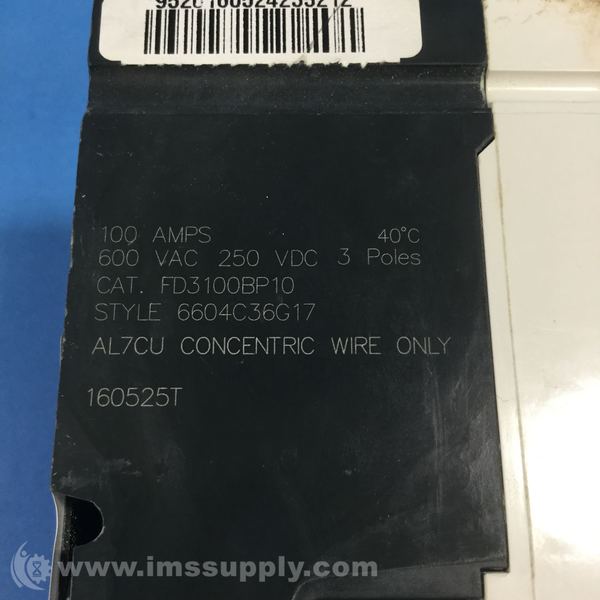 100 AMPS 40°C
600 VAC 250 VDC 3 Poles
CAT. FD3100BP10
STYLE 6604C36G17
AL7CU CONCENTRIC WIRE ONLY
160525T
www.imssupply.com